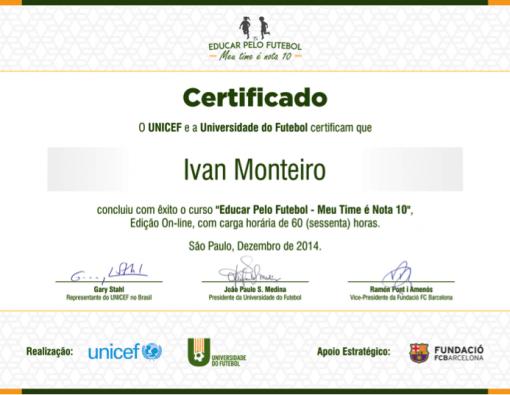 EDUCAR PELO FUTEBOL
Meu time é nota 10
Certificado
O UNICEF e a Universidade do Futebol certificam que
Ivan Monteiro
concluiu com êxito o curso "Educar Pelo Futebol - Meu Time é Nota 10",
Edição On-line, com carga horária de 60 (sessenta) horas.
São Paulo, Dezembro de 2014.
Gary Stahl
Representante do UNICEF no Brasil
João Paulo S. Medina
Presidente da Universidade do Futebol
Ramón Pont i Amenós
Vice-Presidente da Fundació FC Barcelona
Realização:
unicef
UNIVERSIDADE
DO FUTEBOL
Apoio Estratégico:
FUNDACIÓ
FCBARCELONA